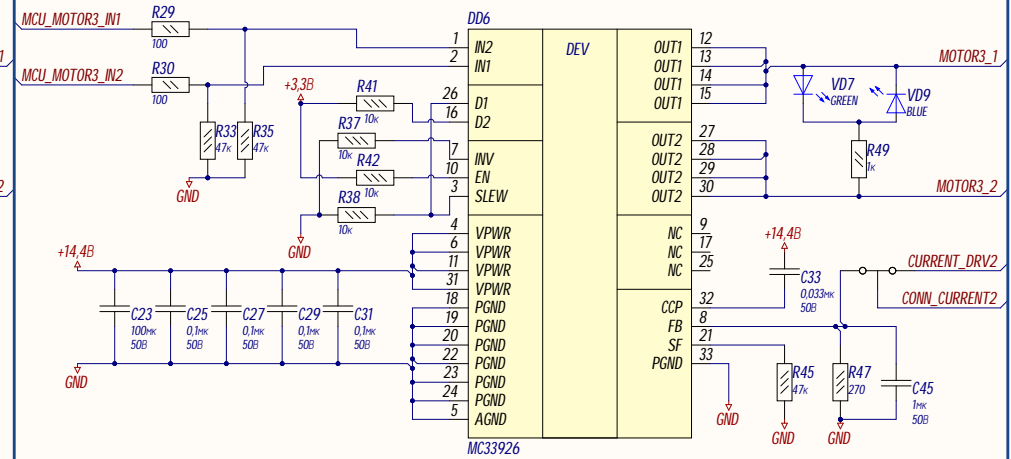 MCU_MOTOR3_IN1
R29
100
MCU_MOTOR3_IN2
R30
100
R33
47к
R35
47к
GND
+3,3В
R41
10к
R37
10к
R42
10к
R38
10к
GND
DD6
DEV
1 IN2
2 IN1
26 D1
16 D2
7 INV
10 EN
3 SLEW
4 VPWR
6 VPWR
11 VPWR
31 VPWR
18 PGND
19 PGND
20 PGND
22 PGND
23 PGND
24 PGND
5 AGND
MC33926
OUT1 12
OUT1 13
OUT1 14
OUT1 15
OUT2 27
OUT2 28
OUT2 29
OUT2 30
NC 9
NC 17
NC 25
CCP 32
FB 8
SF 21
PGND 33
GND
MOTOR3_1
VD7
GREEN
VD9
BLUE
R49
1к
MOTOR3_2
+14,4В
C33
0,033мк
50В
CURRENT_DRV2
CONN_CURRENT2
R45
47к
GND
R47
270
GND
C45
1мк
50В
+14,4В
C23
100мк
50В
C25
0,1мк
50В
C27
0,1мк
50В
C29
0,1мк
50В
C31
0,1мк
50В
GND
1
2